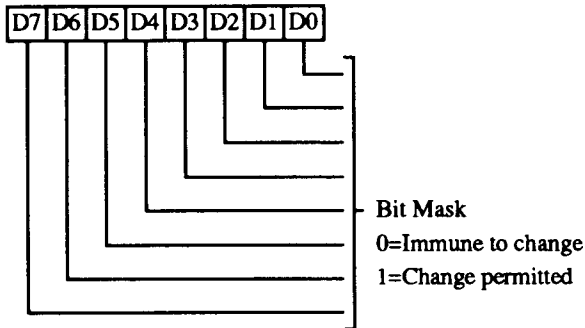 D7 D6 D5 D4 D3 D2 D1 D0
Bit Mask
0=Immune to change
1=Change permitted